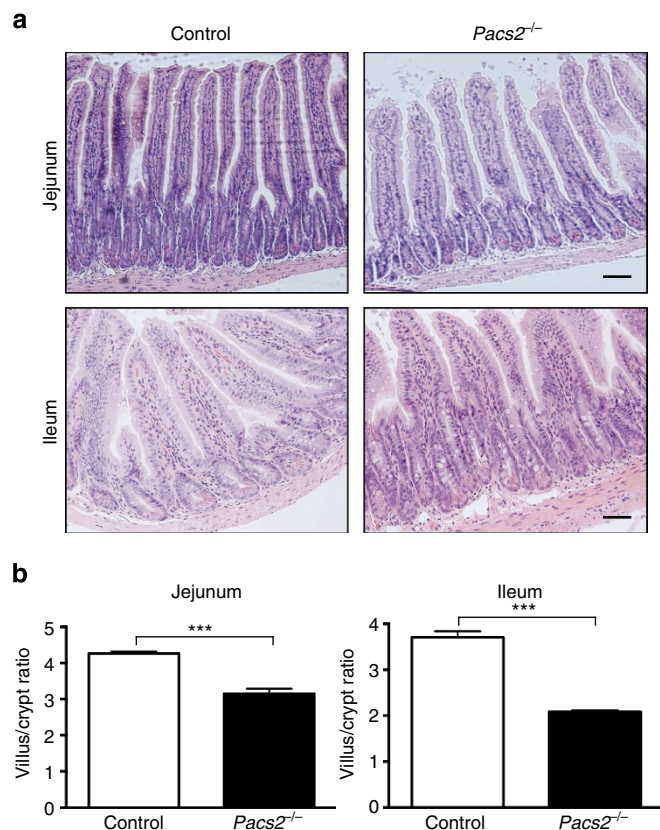 a
Control
Pacs2⁻/⁻
Jejunum
Ileum
b
Jejunum
Ileum
Villus/crypt ratio
5
4
3
2
1
0
***
Control
Pacs2⁻/⁻
Villus/crypt ratio
4
3
2
1
0
***
Control
Pacs2⁻/⁻